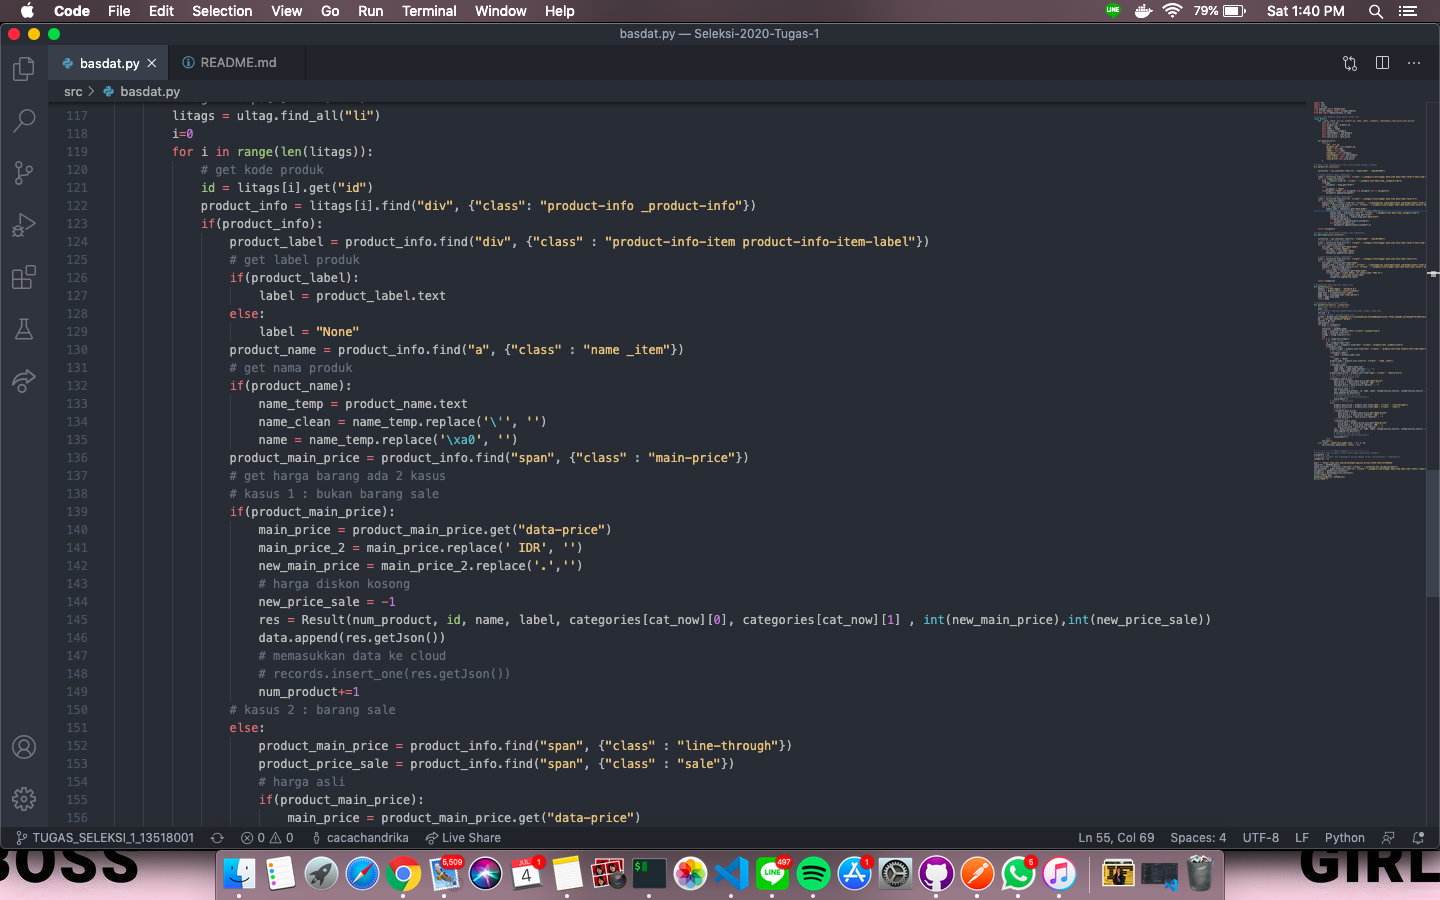 Code File Edit Selection View Go Run Terminal Window Help LINE 79% Sat 1:40 PM
basdat.py — Seleksi-2020-Tugas-1
basdat.py README.md
src > basdat.py
117 litags = ultag.find_all("li")
118 i=0
119 for i in range(len(litags)):
120 # get kode produk
121 id = litags[i].get("id")
122 product_info = litags[i].find("div", {"class": "product-info _product-info"})
123 if(product_info):
124 product_label = product_info.find("div", {"class" : "product-info-item product-info-item-label"})
125 # get label produk
126 if(product_label):
127 label = product_label.text
128 else:
129 label = "None"
130 product_name = product_info.find("a", {"class" : "name _item"})
131 # get nama produk
132 if(product_name):
133 name_temp = product_name.text
134 name_clean = name_temp.replace('\'', '')
135 name = name_temp.replace('\xa0', '')
136 product_main_price = product_info.find("span", {"class" : "main-price"})
137 # get harga barang ada 2 kasus
138 # kasus 1 : bukan barang sale
139 if(product_main_price):
140 main_price = product_main_price.get("data-price")
141 main_price_2 = main_price.replace(' IDR', '')
142 new_main_price = main_price_2.replace('.','')
143 # harga diskon kosong
144 new_price_sale = -1
145 res = Result(num_product, id, name, label, categories[cat_now][0], categories[cat_now][1] , int(new_main_price),int(new_price_sale))
146 data.append(res.getJson())
147 # memasukkan data ke cloud
148 # records.insert_one(res.getJson())
149 num_product+=1
150 # kasus 2 : barang sale
151 else:
152 product_main_price = product_info.find("span", {"class" : "line-through"})
153 product_price_sale = product_info.find("span", {"class" : "sale"})
154 # harga asli
155 if(product_main_price):
156 main_price = product_main_price.get("data-price")
TUGAS_SELEKSI_1_13518001 0 0 cacachandrika Live Share Ln 55, Col 69 Spaces: 4 UTF-8 LF Python
BOSS GIRL
5,509 JUL 4 1 LINE 497 1 5